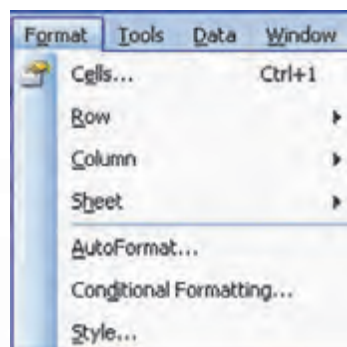 Format Tools Data Window
Cells... Ctrl+1
Row
Column
Sheet
AutoFormat...
Conditional Formatting...
Style...